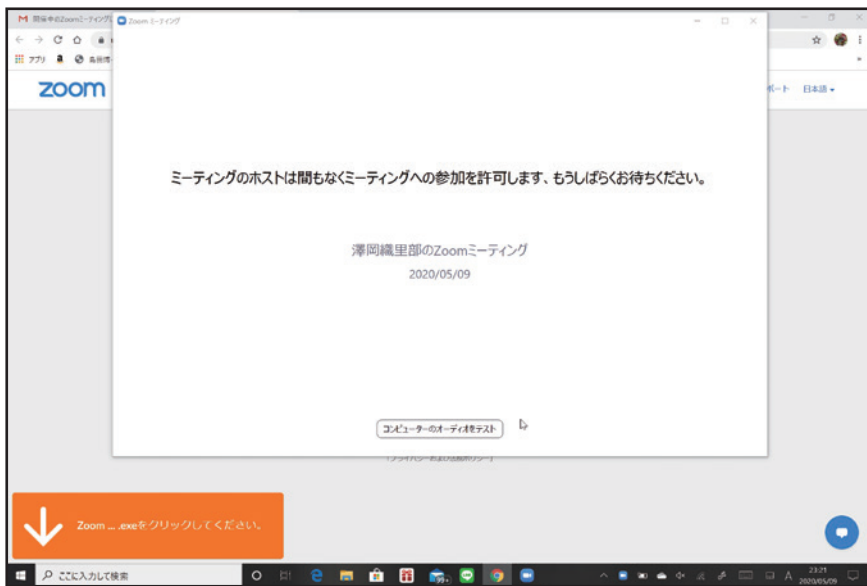 Zoom ミーティング
アプリ
zoom
日本語
ミーティングのホストは間もなくミーティングへの参加を許可します、もうしばらくお待ちください。
澤岡織里部のZoomミーティング
2020/05/09
コンピューターのオーディオをテスト
Zoom ... .exeをクリックしてください。
ここに入力して検索
99+
A
23:21
2020/05/09